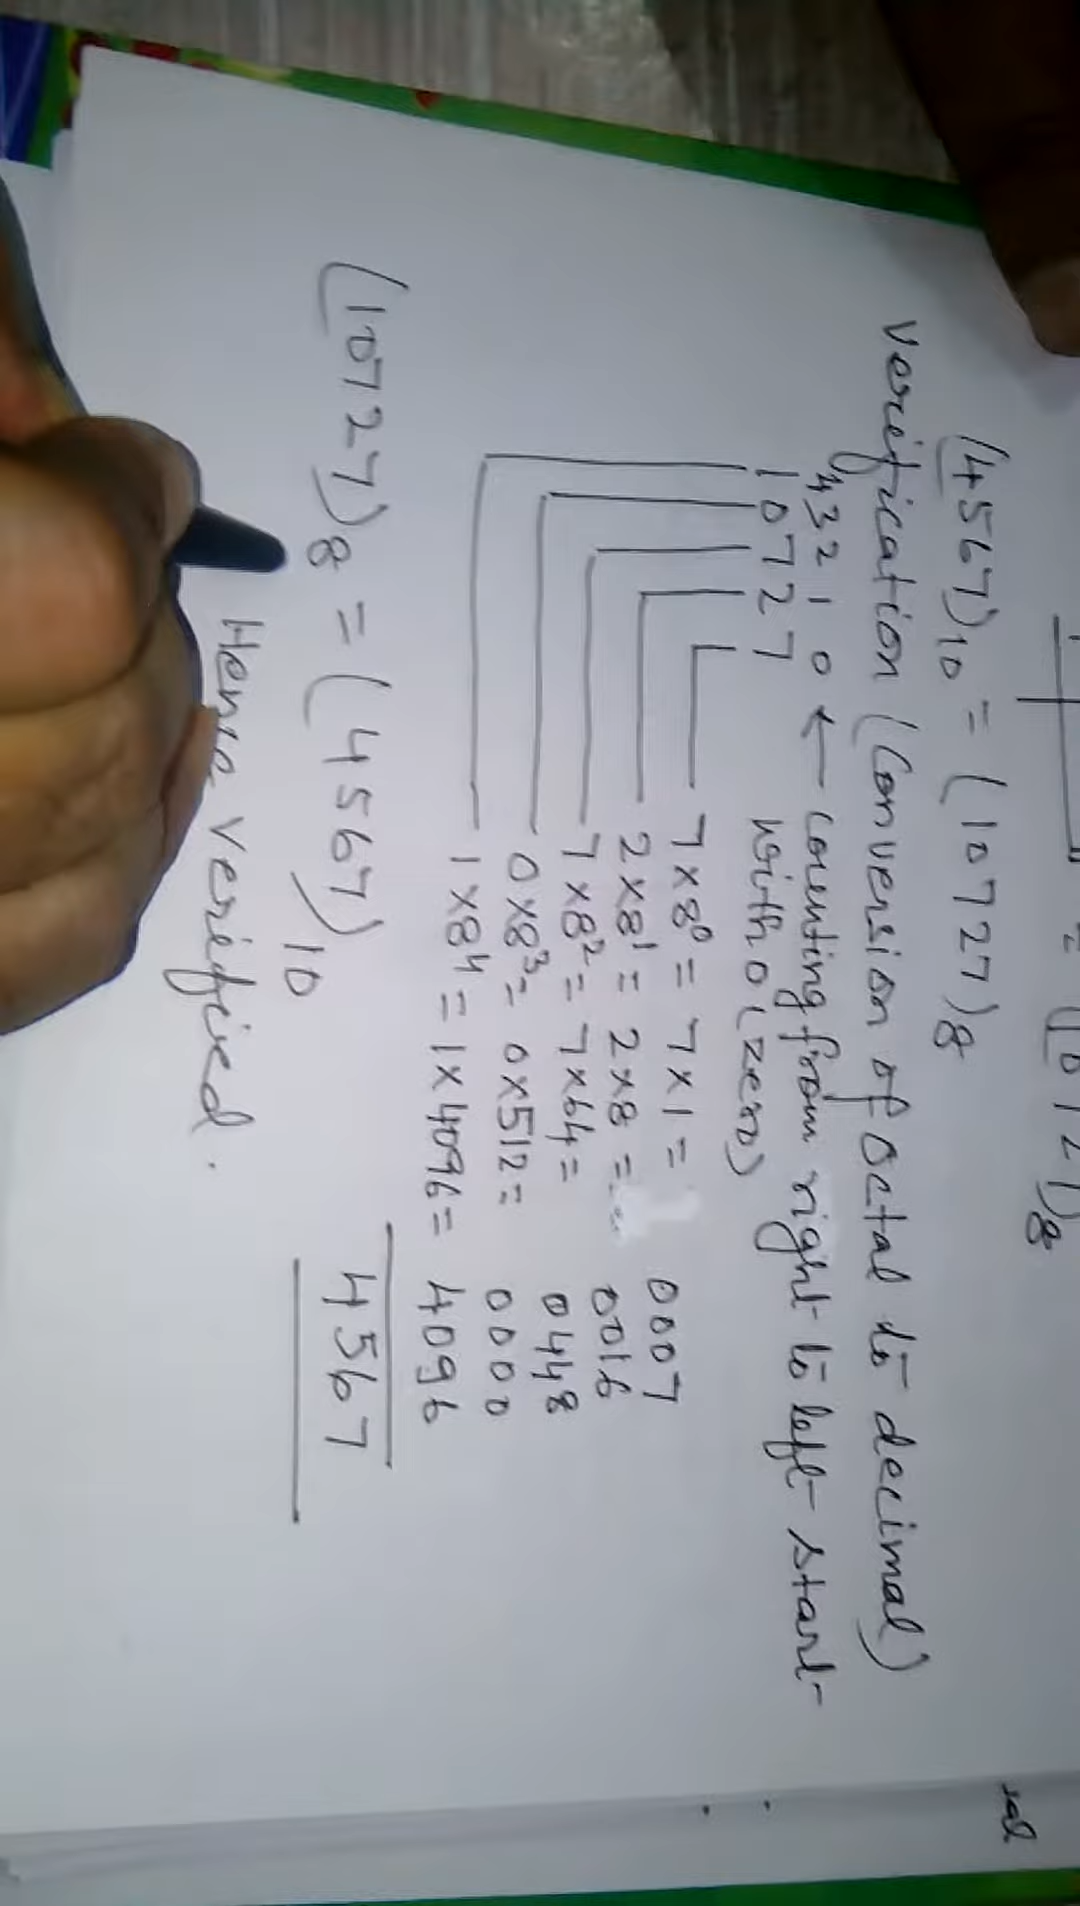 (4567)10 = (10727)8
Verification (Conversion of octal to decimal)
4 3 2 1 0 ← counting from right to left start
1 0 7 2 7 with 0 (zero)
7 × 8⁰ = 7 × 1 = 0007
2 × 8¹ = 2 × 8 = 0016
7 × 8² = 7 × 64 = 0448
0 × 8³ = 0 × 512 = 0000
1 × 8⁴ = 1 × 4096 = 4096
4567
(10727)8 = (4567)10
Hence verified.